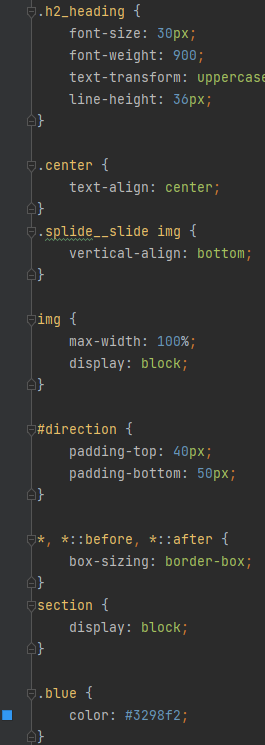 .h2_heading {
font-size: 30px;
font-weight: 900;
text-transform: uppercase
line-height: 36px;
}
.center {
text-align: center;
}
.splide__slide img {
vertical-align: bottom;
}
img {
max-width: 100%;
display: block;
}
#direction {
padding-top: 40px;
padding-bottom: 50px;
}
*, *::before, *::after {
box-sizing: border-box;
}
section {
display: block;
}
.blue {
color: #3298f2;
}